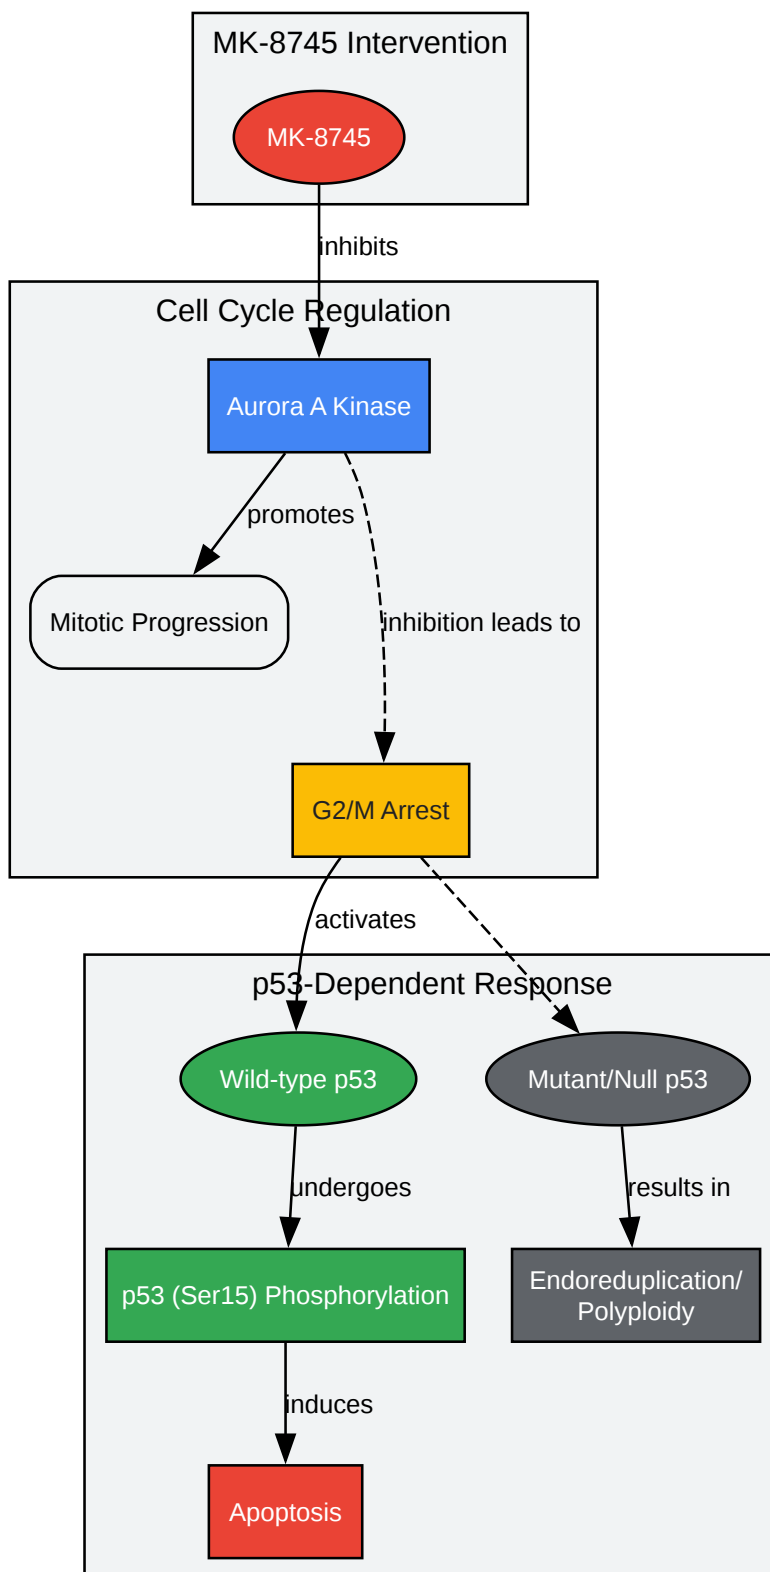 MK-8745 Intervention
MK-8745
inhibits
Cell Cycle Regulation
Aurora A Kinase
promotes
Mitotic Progression
inhibition leads to
G2/M Arrest
activates
p53-Dependent Response
Wild-type p53
Mutant/Null p53
undergoes
results in
p53 (Ser15) Phosphorylation
Endoreduplication/
Polyploidy
induces
Apoptosis